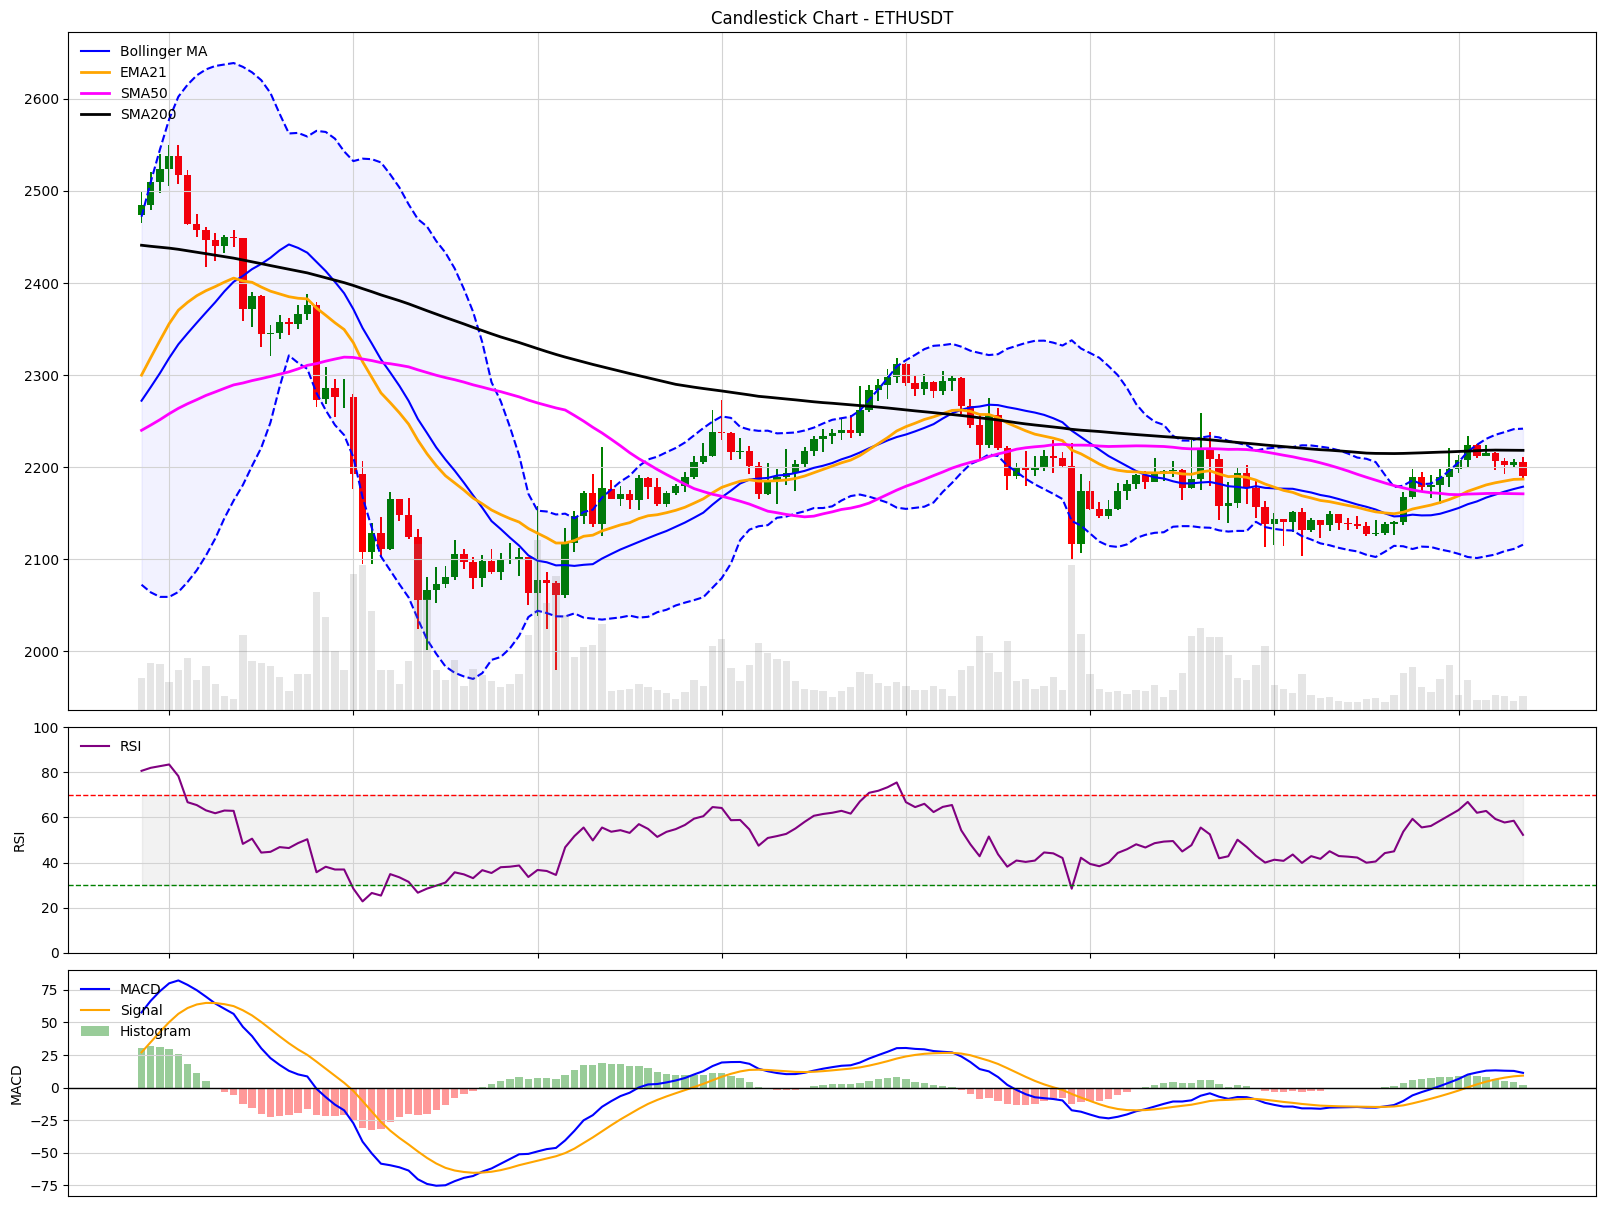 Candlestick Chart - ETHUSDT
Bollinger MA
EMA21
SMA50
SMA200
2600
2500
2400
2300
2200
2100
2000
RSI
100
80
60
40
20
0
RSI
MACD
Signal
Histogram
75
50
25
0
−25
−50
−75
MACD